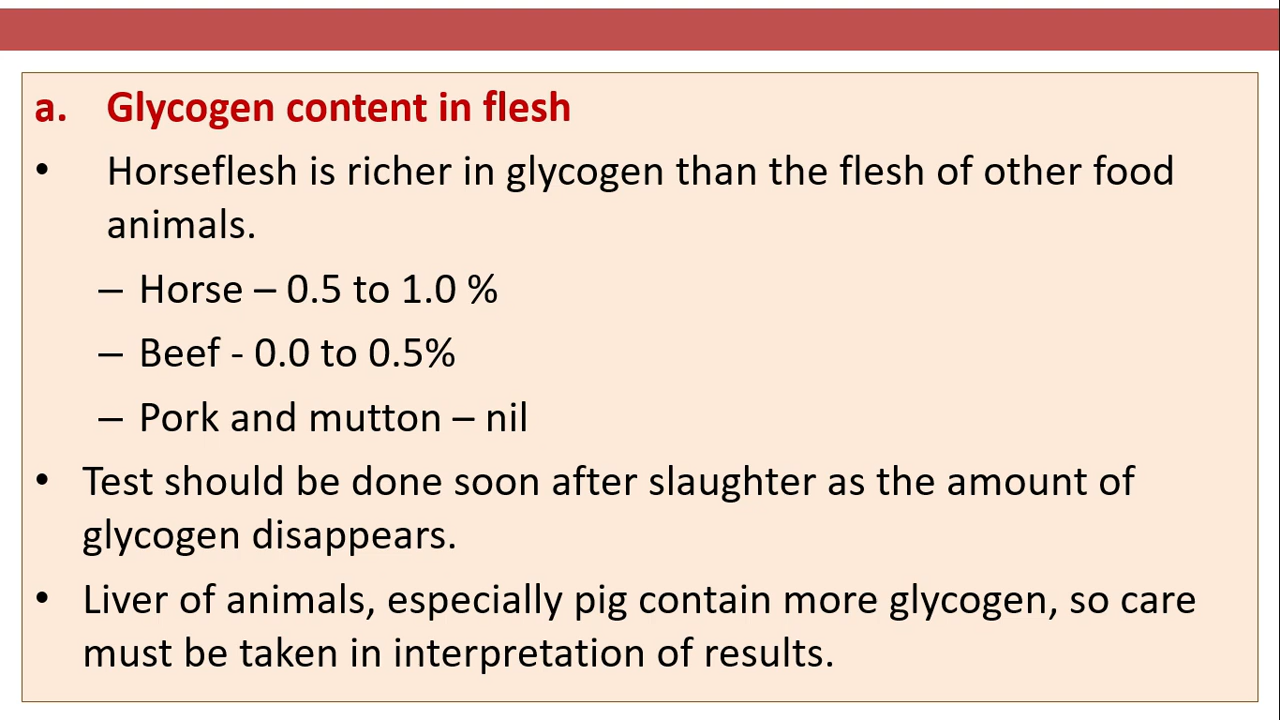 a. Glycogen content in flesh
• Horseflesh is richer in glycogen than the flesh of other food
animals.
– Horse – 0.5 to 1.0 %
– Beef - 0.0 to 0.5%
– Pork and mutton – nil
• Test should be done soon after slaughter as the amount of
glycogen disappears.
• Liver of animals, especially pig contain more glycogen, so care
must be taken in interpretation of results.